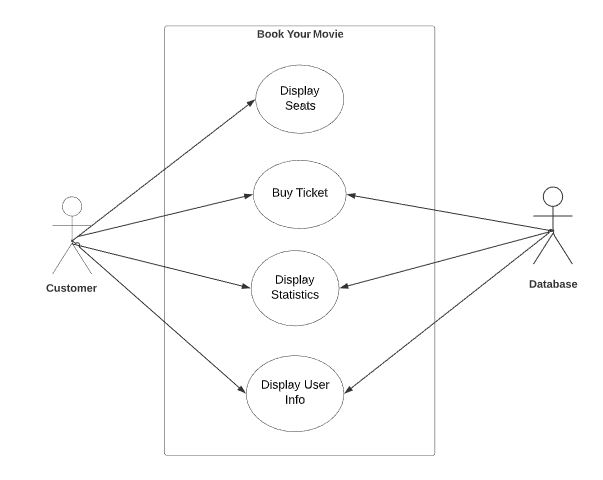 Book Your Movie
Display
Seats
Buy Ticket
Display
Statistics
Customer
Database
Display User
Info